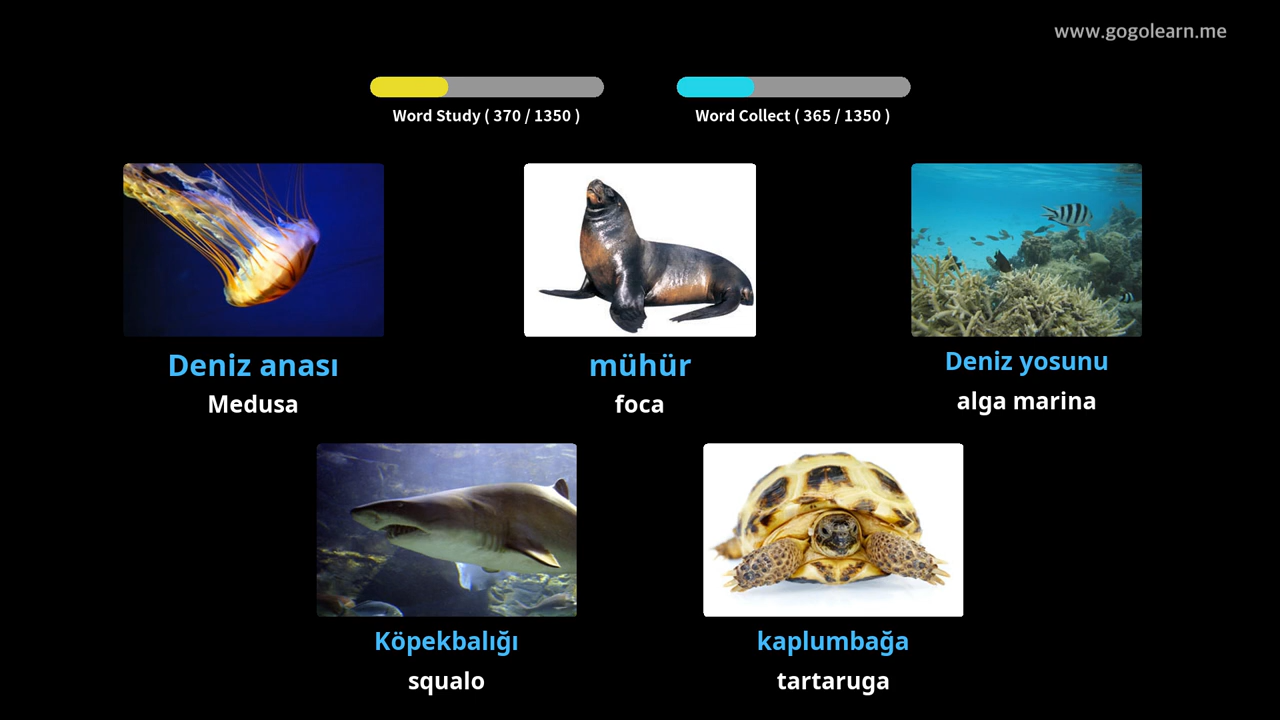 www.gogolearn.me
Word Study ( 370 / 1350 )
Word Collect ( 365 / 1350 )
Deniz anası
Medusa
mühür
foca
Deniz yosunu
alga marina
Köpekbalığı
squalo
kaplumbağa
tartaruga